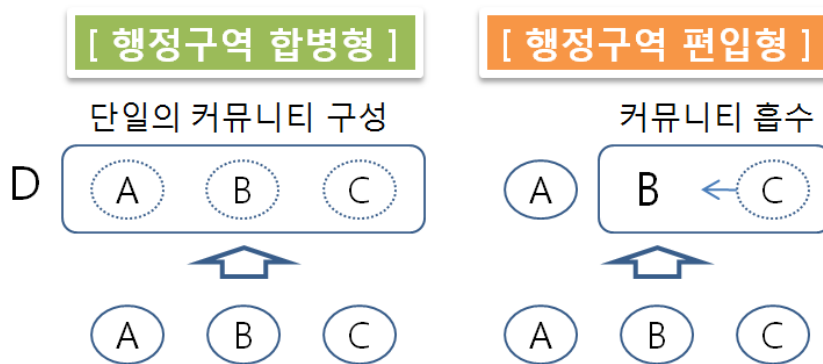 [ 행정구역 합병형 ]
단일의 커뮤니티 구성
D A B C
A B C
[ 행정구역 편입형 ]
커뮤니티 흡수
A B C
A B C